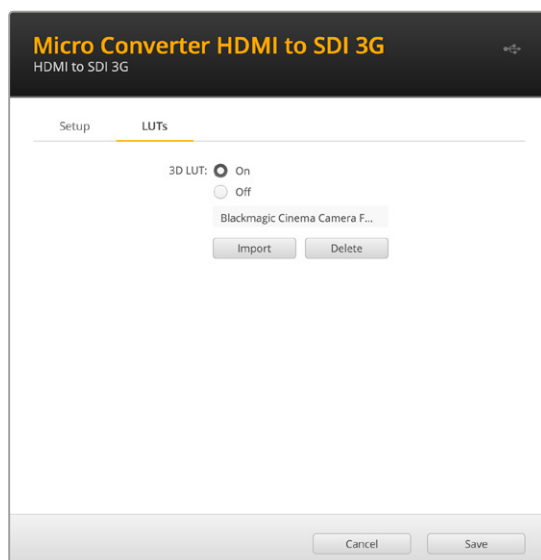 Micro Converter HDMI to SDI 3G
HDMI to SDI 3G
Setup LUTs
3D LUT: On
Off
Blackmagic Cinema Camera F...
Import Delete
Cancel Save